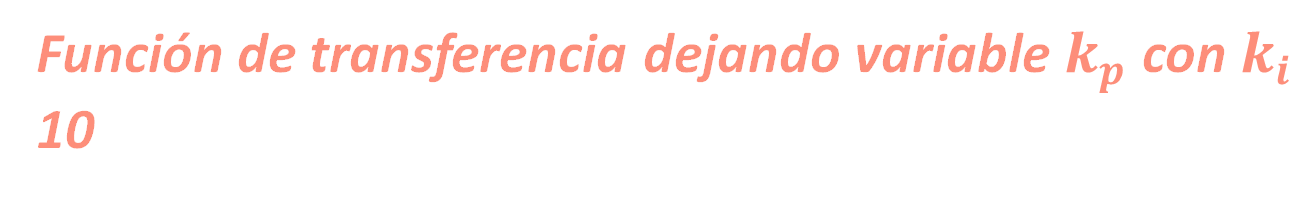 Función de transferencia dejando variable kₚ con kᵢ
10